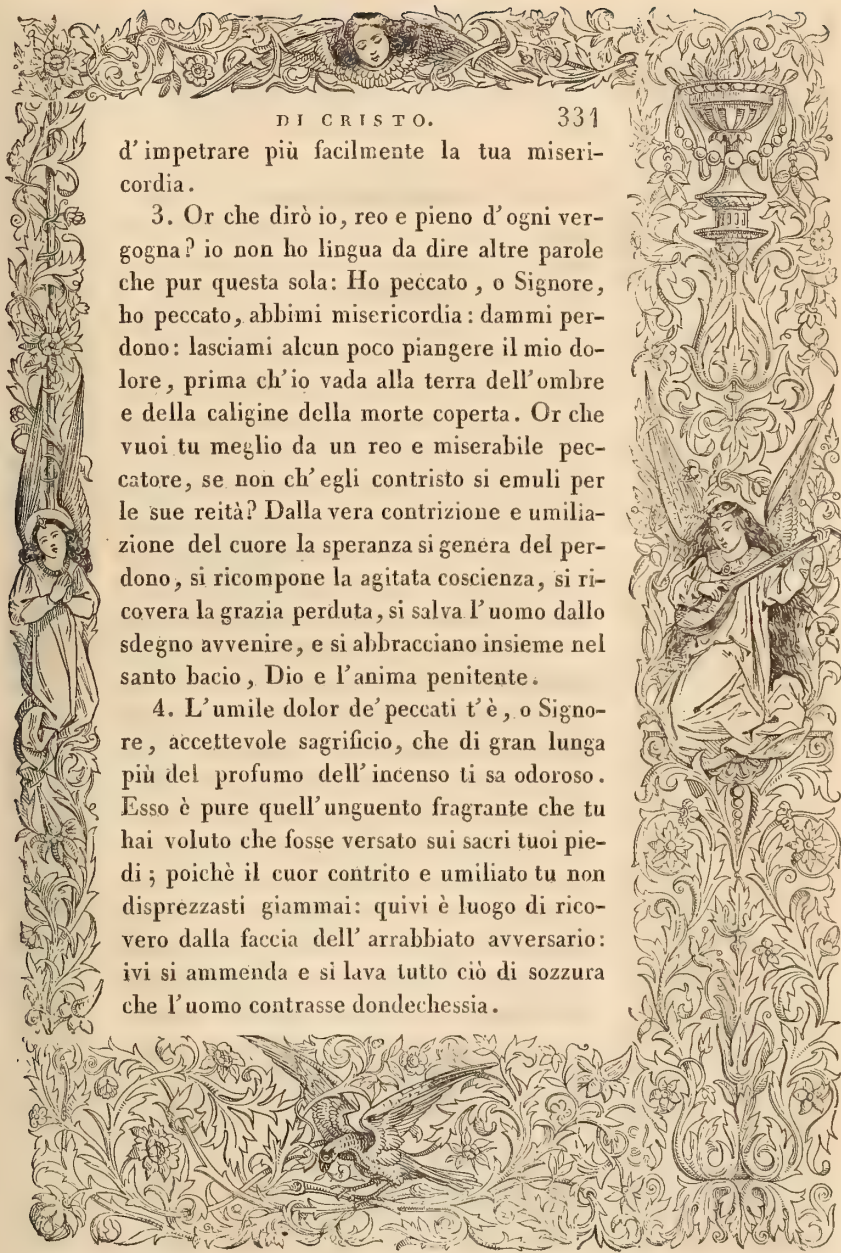 DI CRISTO. 331
d'impetrare più facilmente la tua miseri-
cordia.
3. Or che dirò io, reo e pieno d'ogni ver-
gogna? io non ho lingua da dire altre parole
che pur questa sola: Ho peccato, o Signore,
ho peccato, abbimi misericordia: dammi per-
dono: lasciami alcun poco piangere il mio do-
lore, prima ch'io vada alla terra dell'ombre
e della caligine della morte coperta. Or che
vuoi tu meglio da un reo e miserabile pec-
catore, se non ch'egli contristo si emuli per
le sue reità? Dalla vera contrizione e umilia-
zione del cuore la speranza si genera del per-
dono, si ricompone la agitata coscienza, si ri-
covera la grazia perduta, si salva l'uomo dallo
sdegno avvenire, e si abbracciano insieme nel
santo bacio, Dio e l'anima penitente.
4. L'umile dolor de'peccati t'è, o Signo-
re, accettevole sagrificio, che di gran lunga
più del profumo dell'incenso ti sa odoroso.
Esso è pure quell'unguento fragrante che tu
hai voluto che fosse versato sui sacri tuoi pie-
di; poichè il cuor contrito e umiliato tu non
disprezzasti giammai: quivi è luogo di rico-
vero dalla faccia dell'arrabbiato avversario:
ivi si ammenda e si lava tutto ciò di sozzura
che l'uomo contrasse dondechessia.